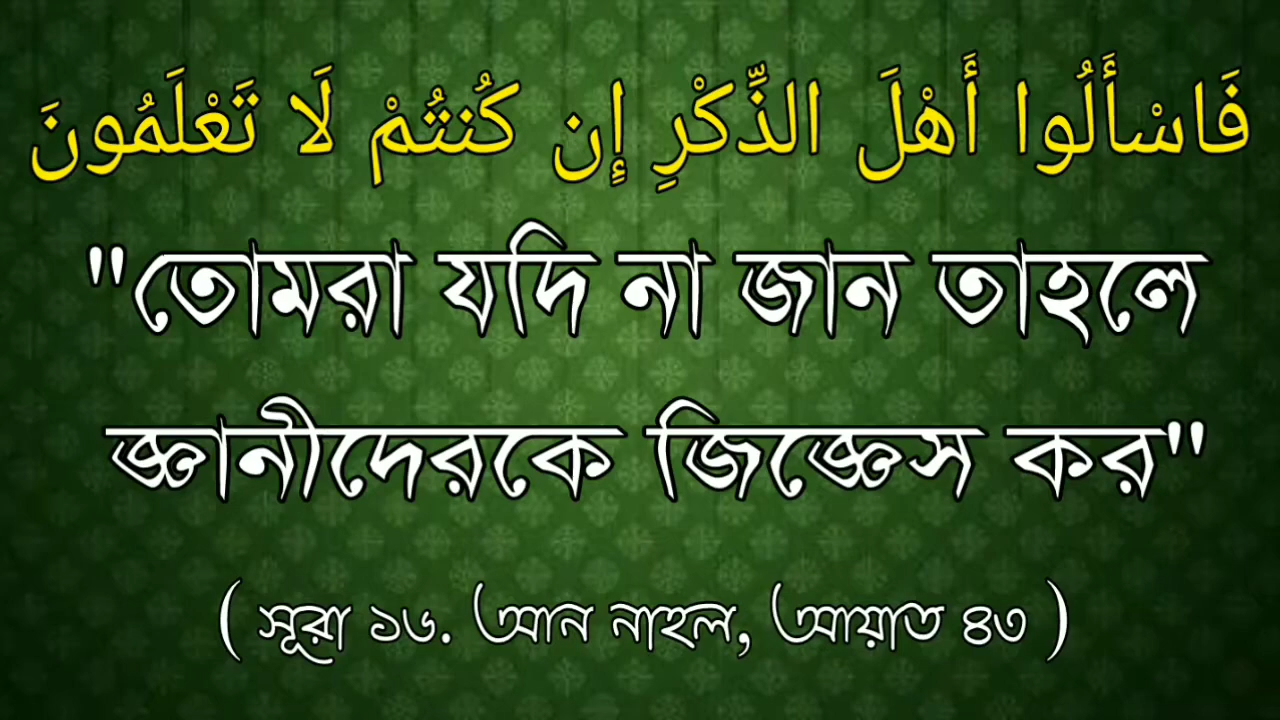 فَاسْأَلُوا أَهْلَ الذِّكْرِ إِن كُنتُمْ لَا تَعْلَمُونَ
"তোমরা যদি না জান তাহলে
জ্ঞানীদেরকে জিজ্ঞেস কর"
( সূরা ১৬. আন নাহল, আয়াত ৪৩ )